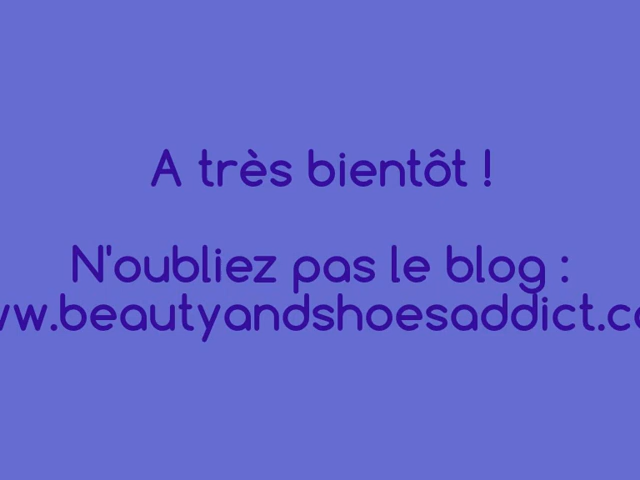 A très bientôt !
N'oubliez pas le blog :
ww.beautyandshoesaddict.co